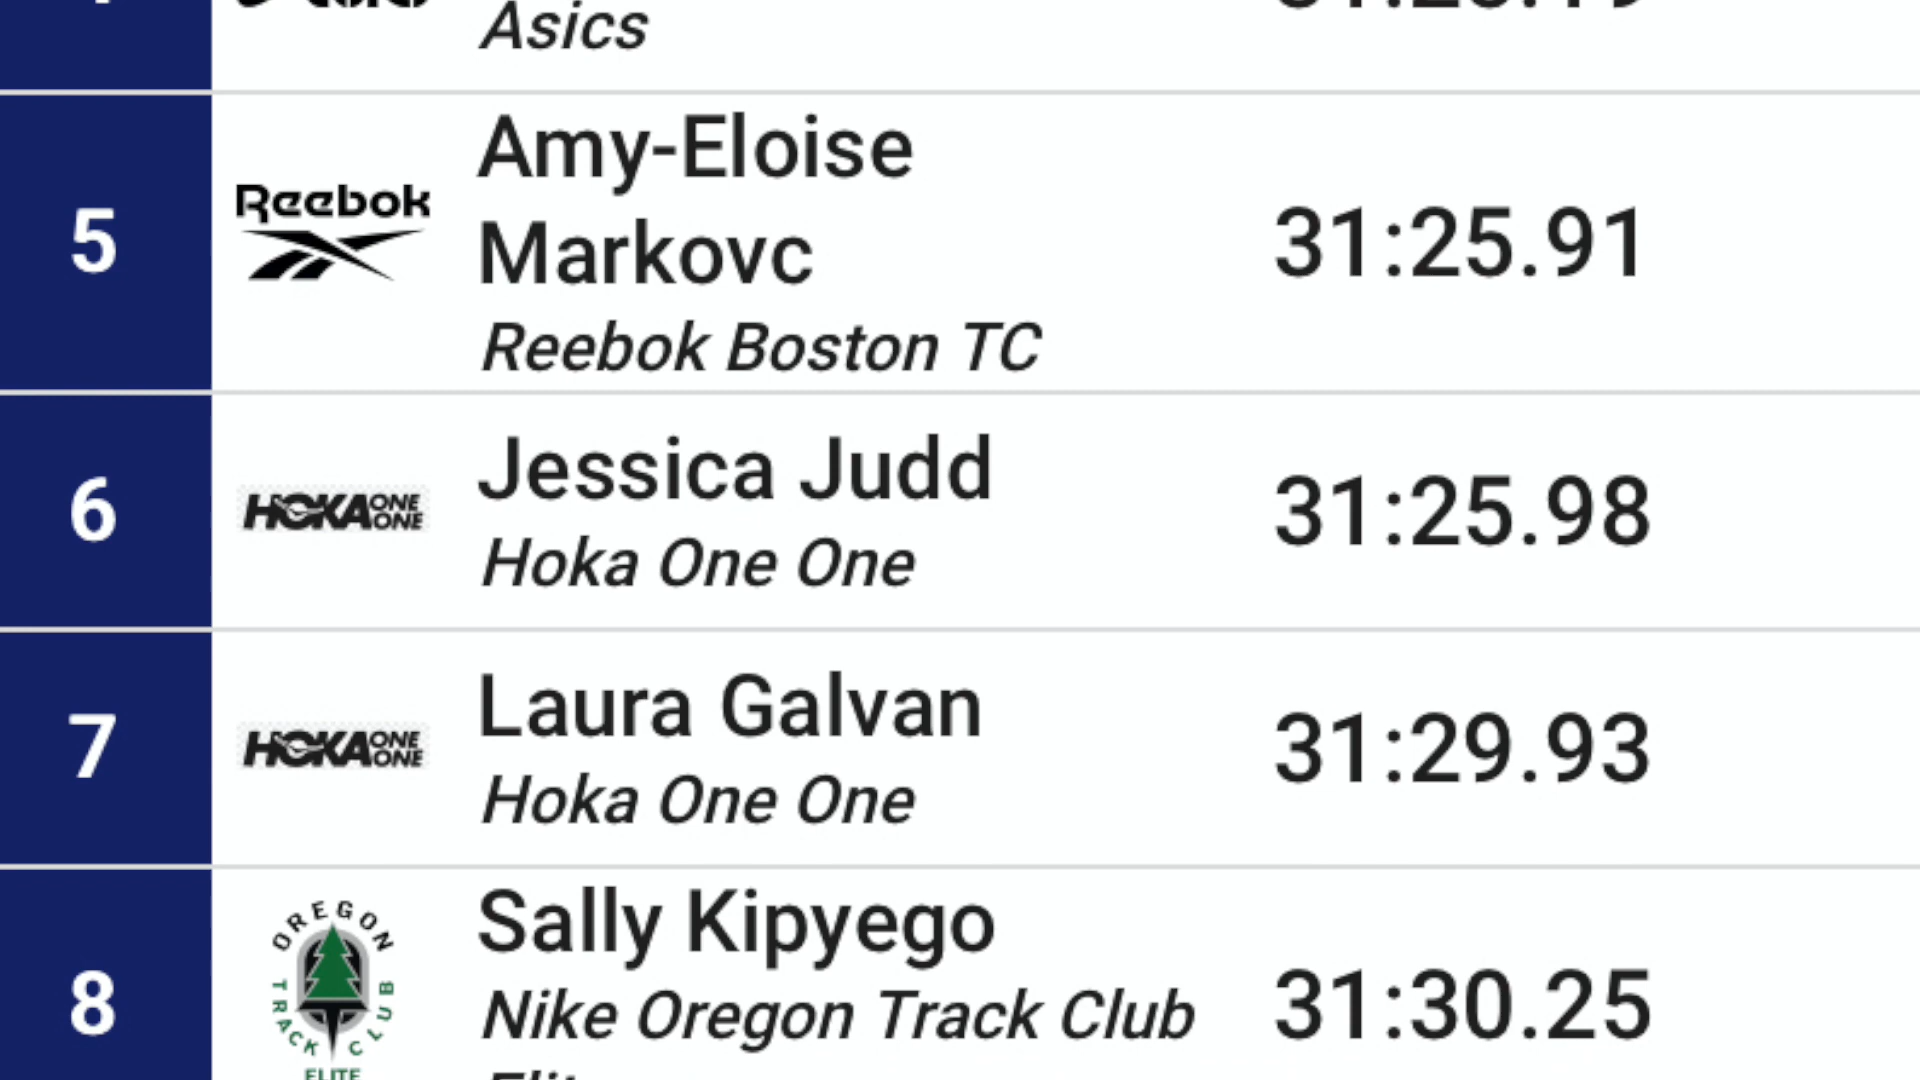 Asics
5
Reebok
Amy-Eloise
Markovc
Reebok Boston TC
31:25.91
6
HOKA ONE ONE
Jessica Judd
Hoka One One
31:25.98
7
HOKA ONE ONE
Laura Galvan
Hoka One One
31:29.93
8
OREGON TRACK CLUB
ELITE
Sally Kipyego
Nike Oregon Track Club
31:30.25